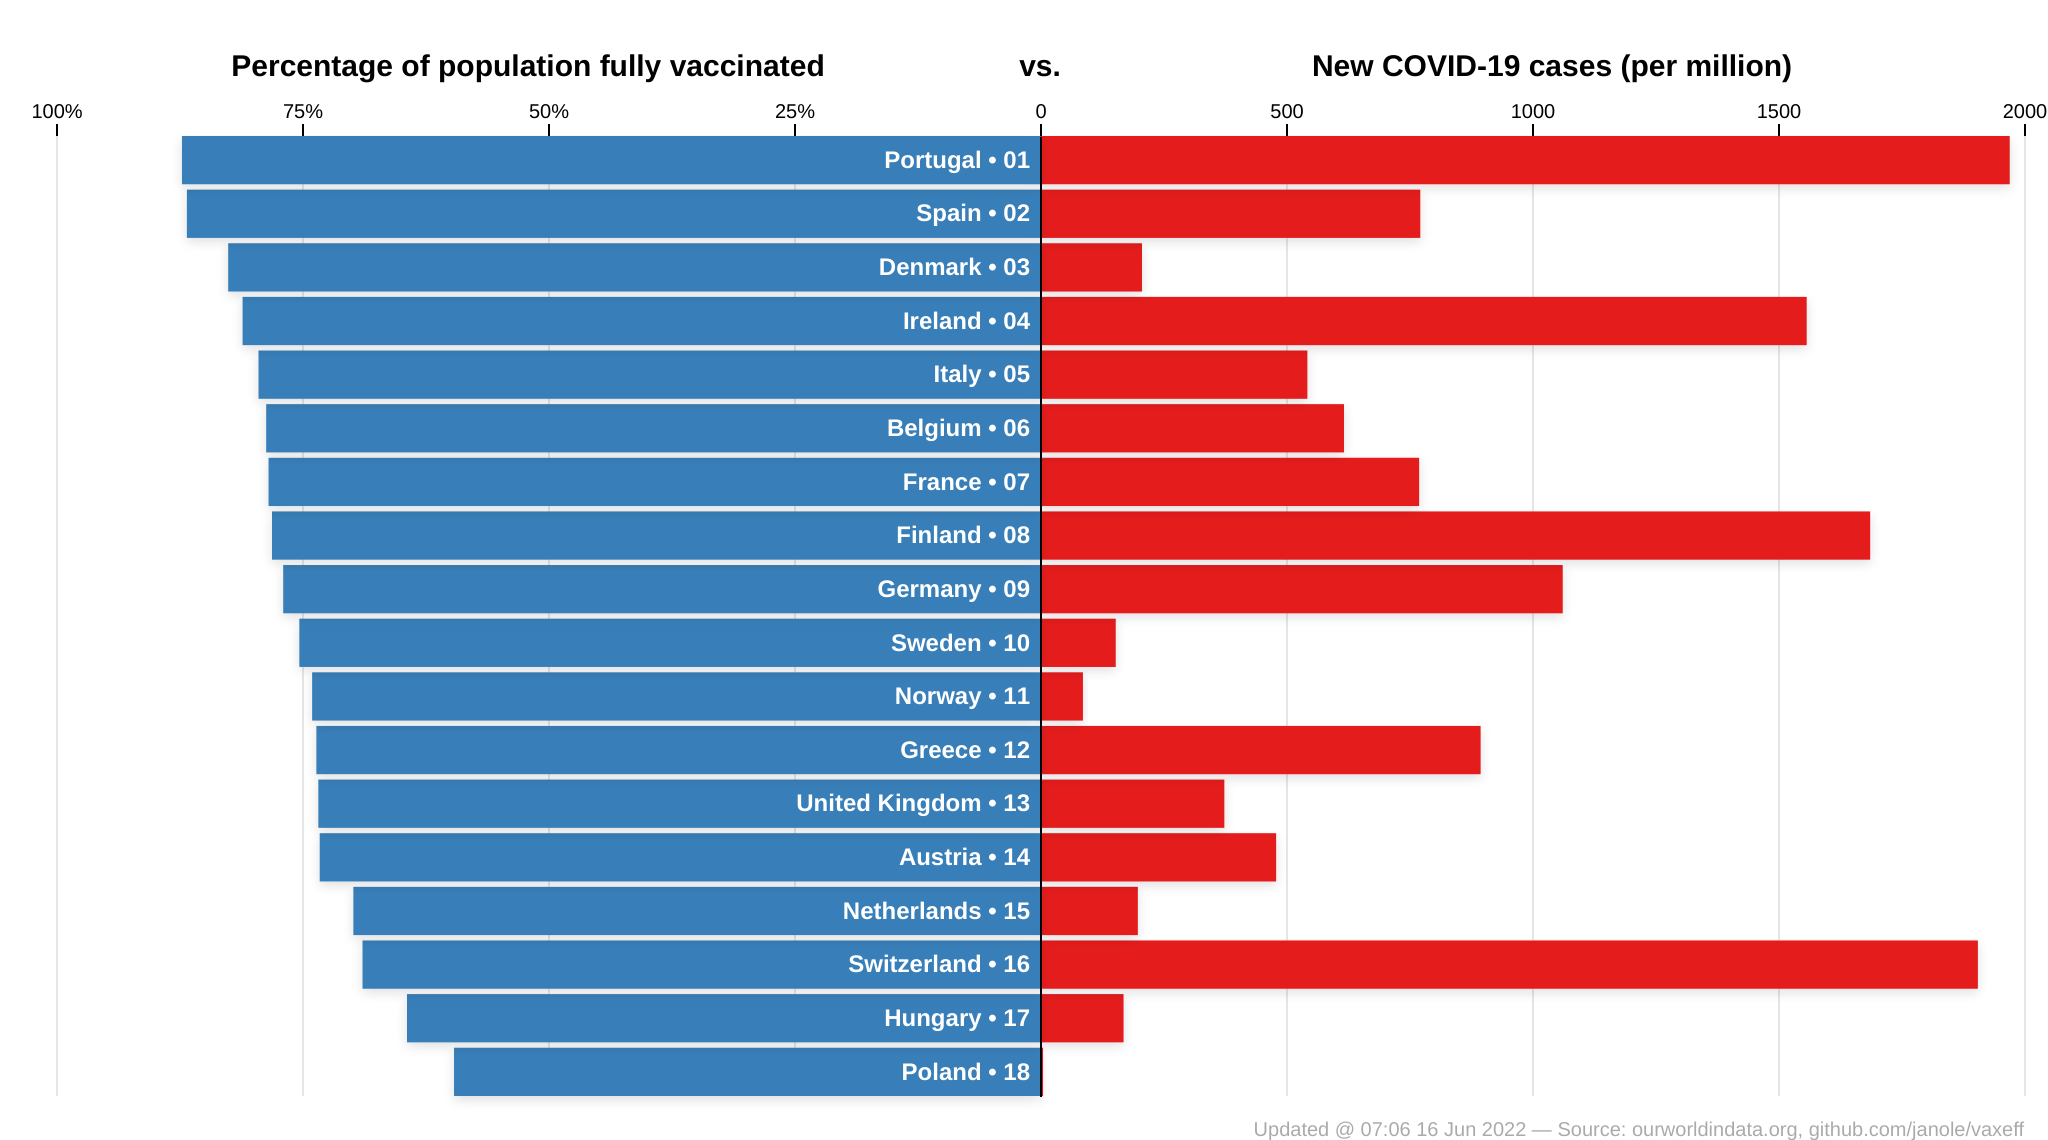 Percentage of population fully vaccinated vs. New COVID-19 cases (per million)
100% 75% 50% 25% 0 500 1000 1500 2000
Portugal • 01
Spain • 02
Denmark • 03
Ireland • 04
Italy • 05
Belgium • 06
France • 07
Finland • 08
Germany • 09
Sweden • 10
Norway • 11
Greece • 12
United Kingdom • 13
Austria • 14
Netherlands • 15
Switzerland • 16
Hungary • 17
Poland • 18
Updated @ 07:06 16 Jun 2022 — Source: ourworldindata.org, github.com/janole/vaxeff